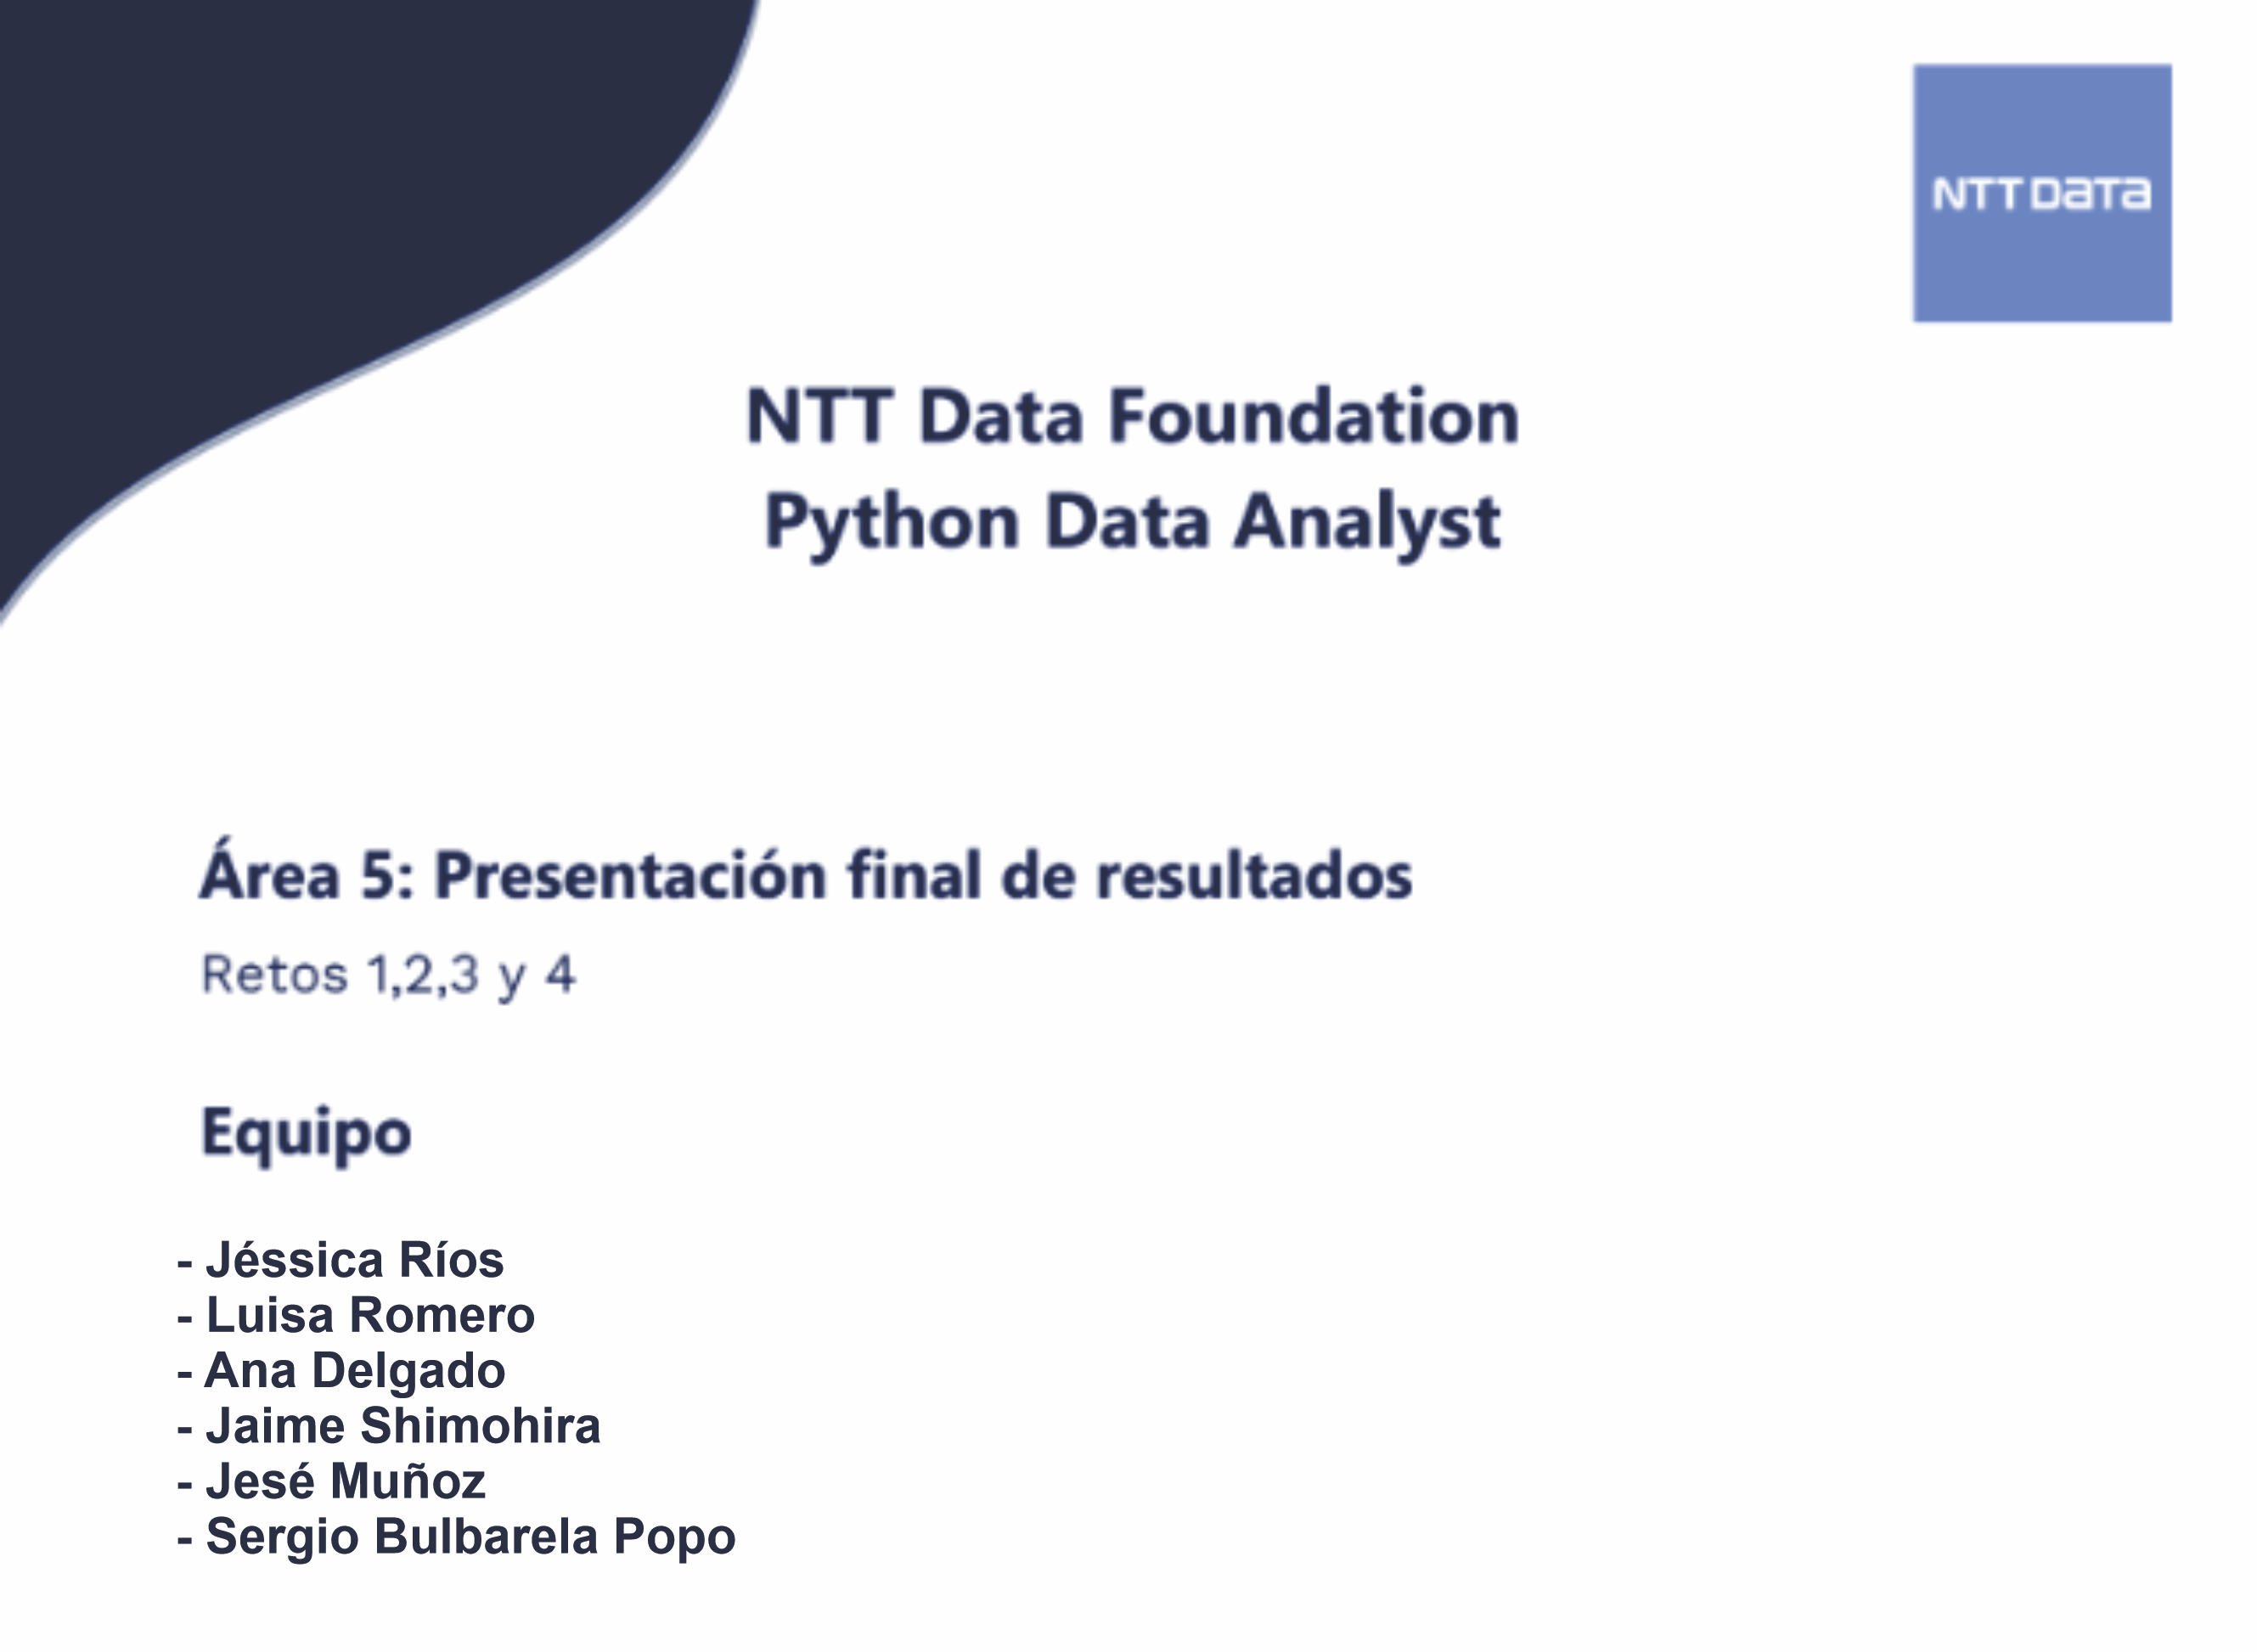 NTT DATA
NTT Data Foundation
Python Data Analyst
Área 5: Presentación final de resultados
Retos 1,2,3 y 4
Equipo
- Jéssica Ríos
- Luisa Romero
- Ana Delgado
- Jaime Shimohira
- Jesé Muñoz
- Sergio Bulbarela Popo